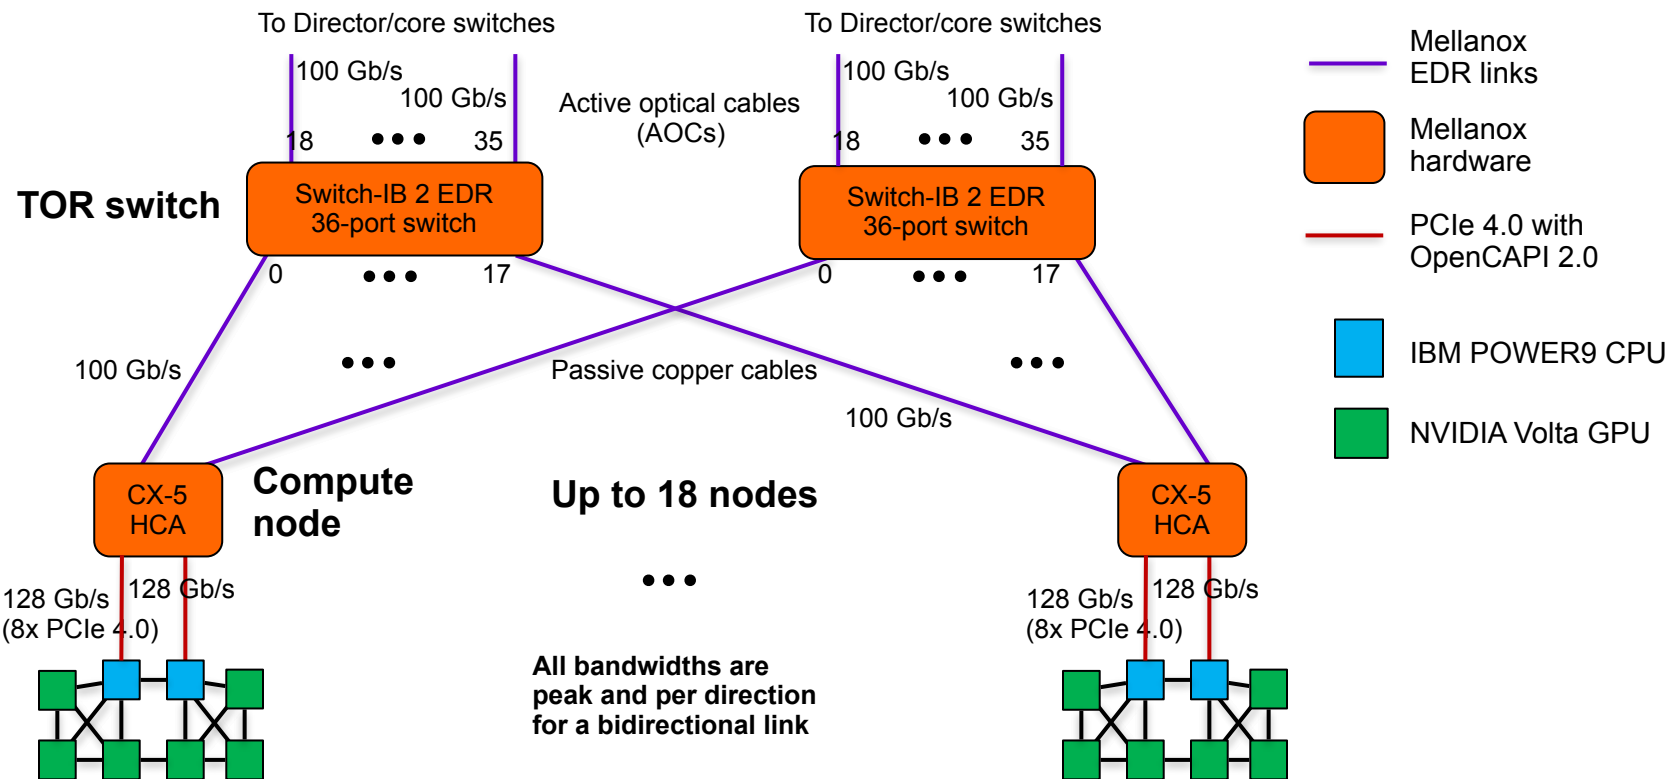 To Director/core switches
To Director/core switches
100 Gb/s
100 Gb/s
100 Gb/s
100 Gb/s
Active optical cables
(AOCs)
18
35
18
35
TOR switch
Switch-IB 2 EDR
36-port switch
Switch-IB 2 EDR
36-port switch
0
17
0
17
100 Gb/s
Passive copper cables
100 Gb/s
CX-5
HCA
Compute
node
Up to 18 nodes
CX-5
HCA
128 Gb/s
(8x PCIe 4.0)
128 Gb/s
128 Gb/s
(8x PCIe 4.0)
128 Gb/s
All bandwidths are
peak and per direction
for a bidirectional link
Mellanox
EDR links
Mellanox
hardware
PCIe 4.0 with
OpenCAPI 2.0
IBM POWER9 CPU
NVIDIA Volta GPU